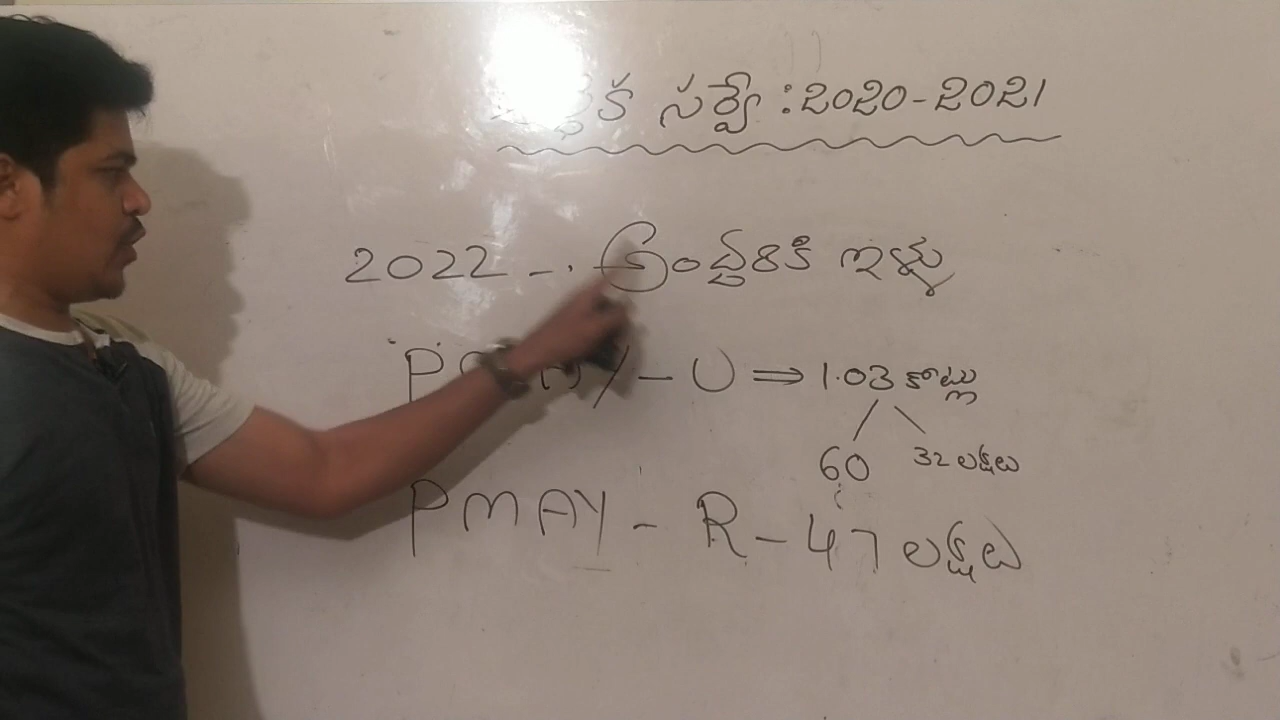 సర్వే : 2020-2021
2022 - అందరికి ఇళ్ళు
PMAY - U ⇒ 1.03 కోట్లు
60 32 లక్షలు
PMAY - R - 47 లక్షలు